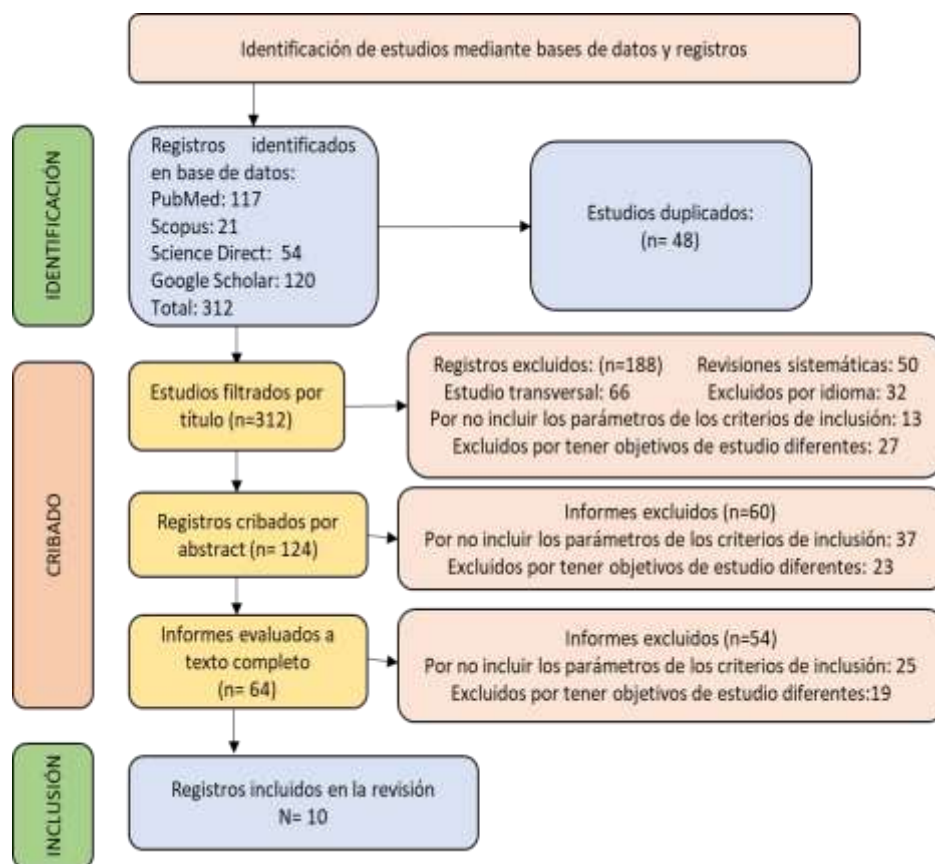 Identificación de estudios mediante bases de datos y registros
IDENTIFICACIÓN
Registros identificados
en base de datos:
PubMed: 117
Scopus: 21
Science Direct: 54
Google Scholar: 120
Total: 312
Estudios duplicados:
(n= 48)
CRIBADO
Estudios filtrados por
título (n=312)
Registros excluidos: (n=188) Revisiones sistemáticas: 50
Estudio transversal: 66 Excluidos por idioma: 32
Por no incluir los parámetros de los criterios de inclusión: 13
Excluidos por tener objetivos de estudio diferentes: 27
Registros cribados por
abstract (n= 124)
Informes excluidos (n=60)
Por no incluir los parámetros de los criterios de inclusión: 37
Excluidos por tener objetivos de estudio diferentes: 23
Informes evaluados a
texto completo
(n= 64)
Informes excluidos (n=54)
Por no incluir los parámetros de los criterios de inclusión: 25
Excluidos por tener objetivos de estudio diferentes:19
INCLUSIÓN
Registros incluidos en la revisión
N= 10